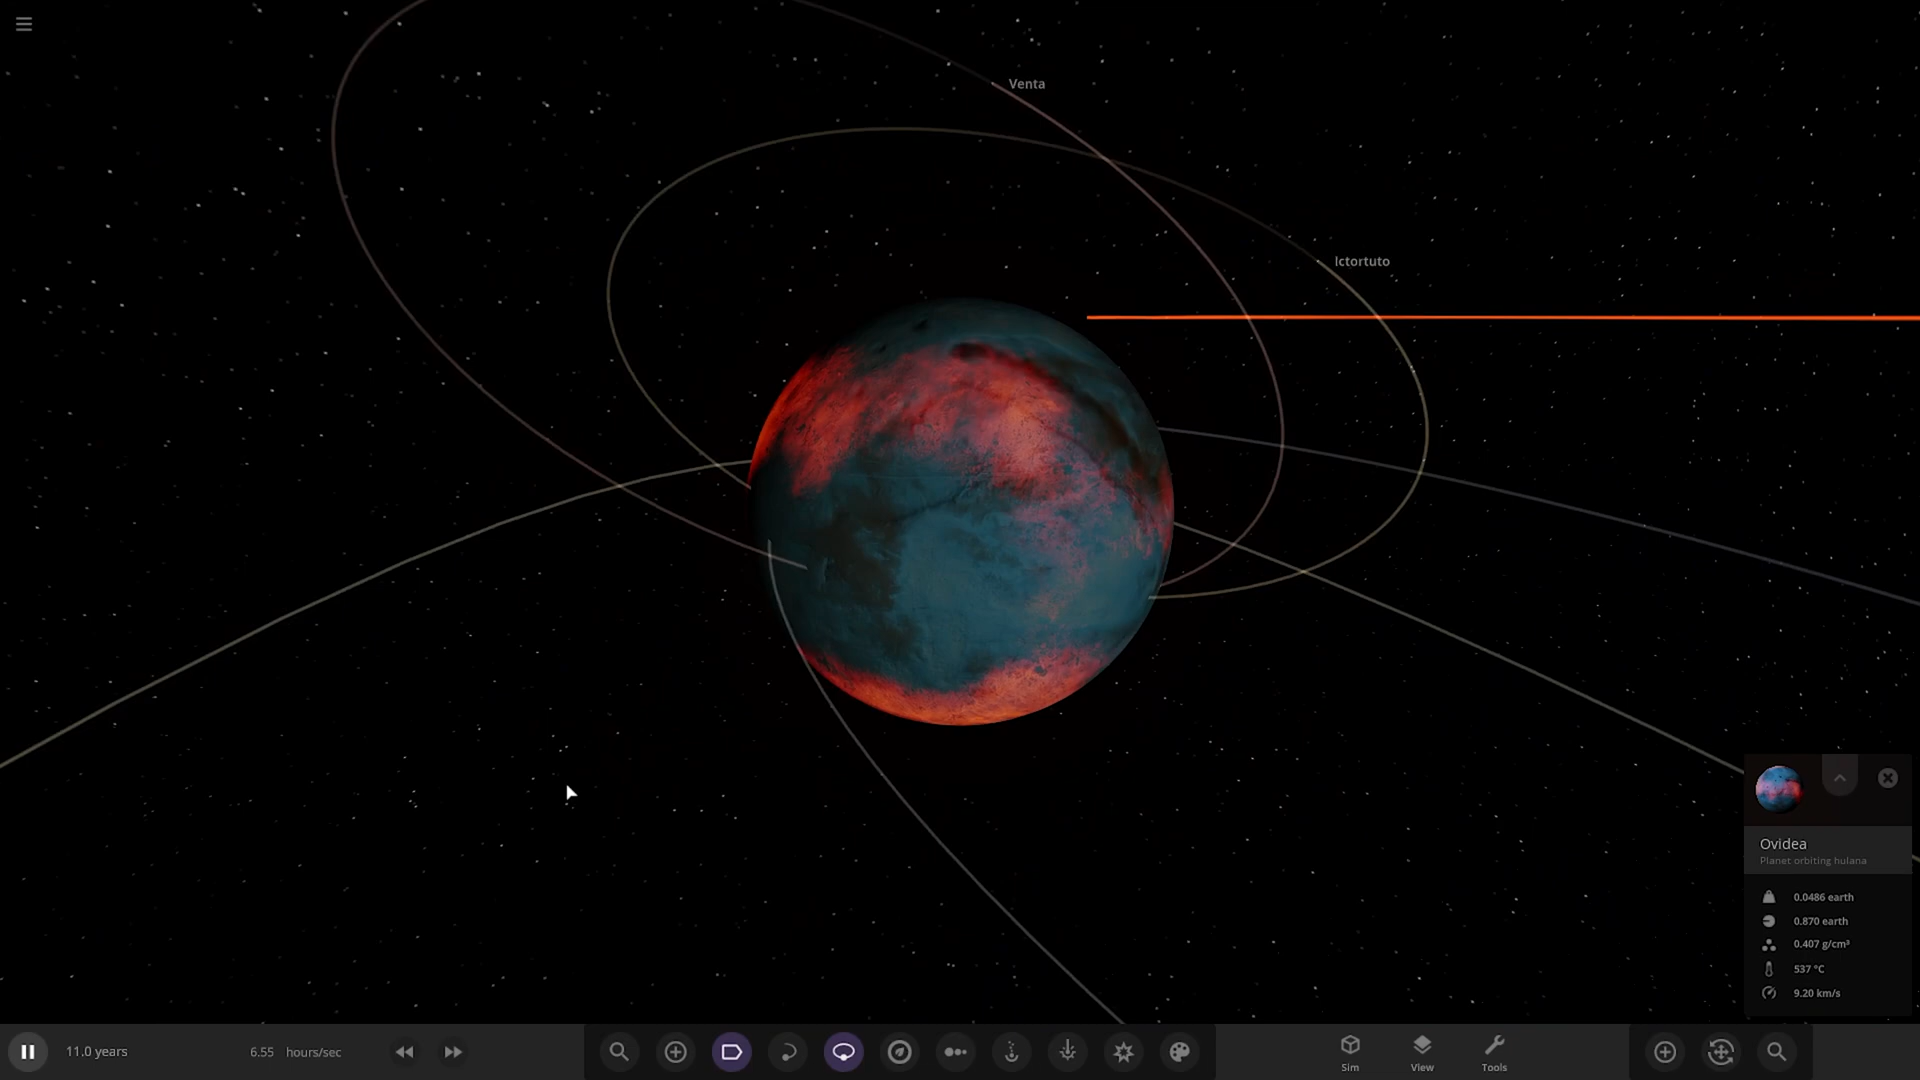 Venta
Ictortuto
Ovidea
Planet orbiting hulana
0.0486 earth
0.870 earth
0.407 g/cm³
537 °C
9.20 km/s
11.0 years
6.55 hours/sec
Sim
View
Tools